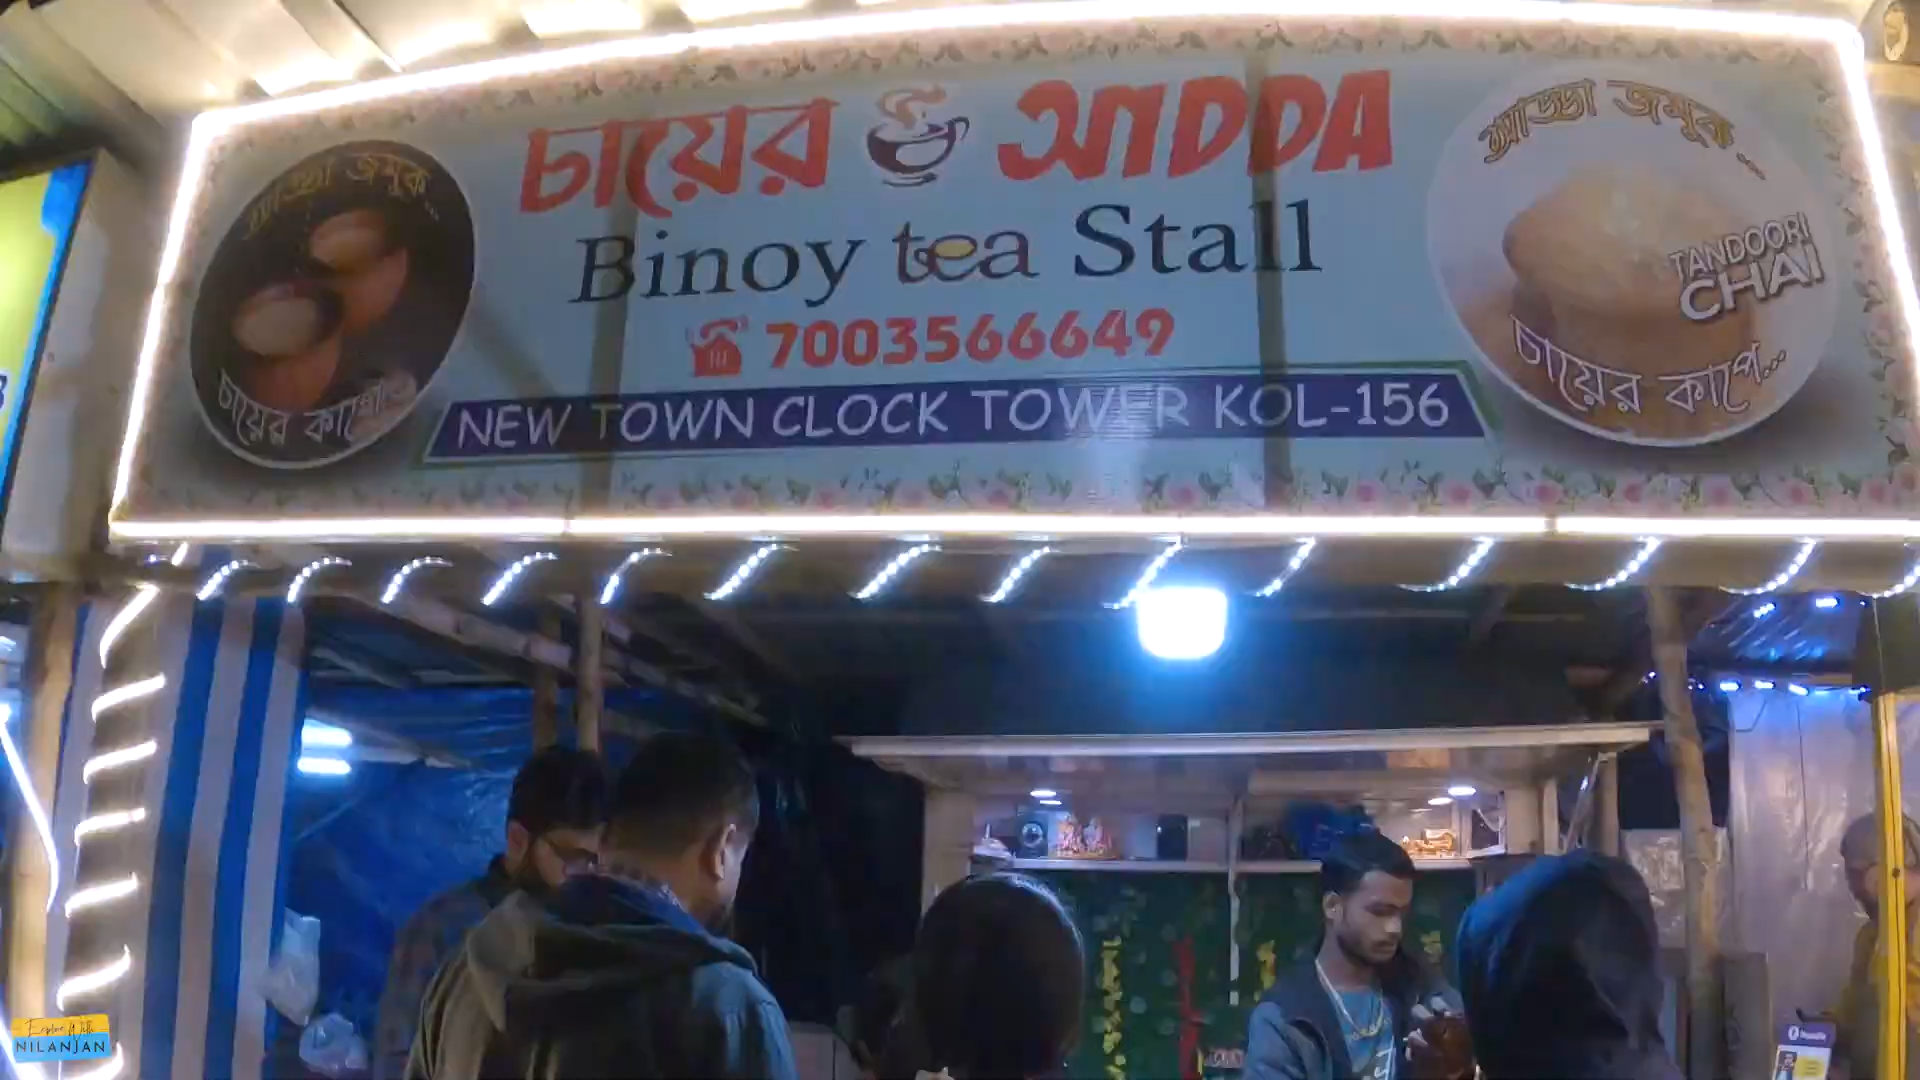 চায়ের আDDA
Binoy tea Stall
7003566649
NEW TOWN CLOCK TOWER KOL-156
আড্ডা জমুক...
চায়ের কাপে...
আড্ডা জমুক...
TANDOORI
CHAI
চায়ের কাপে...
Explore With
NILANJAN